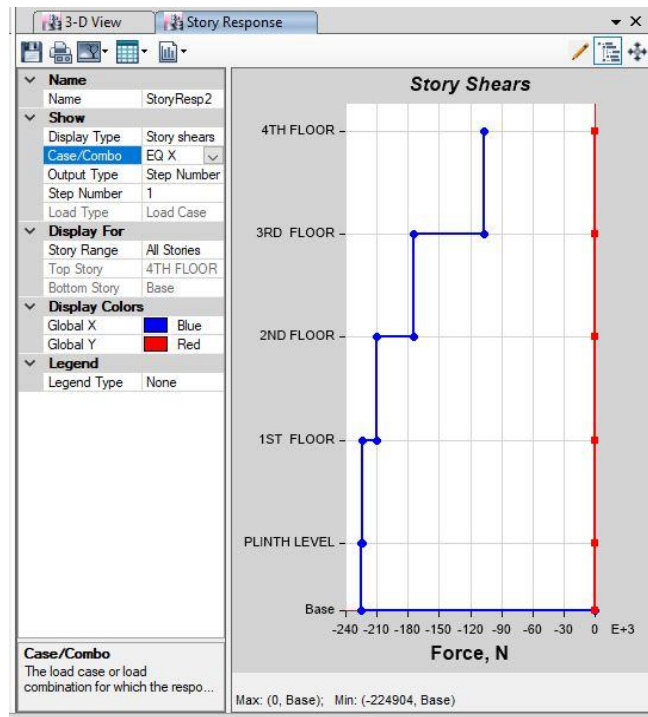 3-D View
Story Response
Name
Name StoryResp2
Show
Display Type Story shears
Case/Combo EQ X
Output Type Step Number
Step Number 1
Load Type Load Case
Display For
Story Range All Stories
Top Story 4TH FLOOR
Bottom Story Base
Display Colors
Global X Blue
Global Y Red
Legend
Legend Type None
Case/Combo
The load case or load
combination for which the respo...
Story Shears
4TH FLOOR
3RD FLOOR
2ND FLOOR
1ST FLOOR
PLINTH LEVEL
Base
-240 -210 -180 -150 -120 -90 -60 -30 0 E+3
Force, N
Max: (0, Base); Min: (-224904, Base)